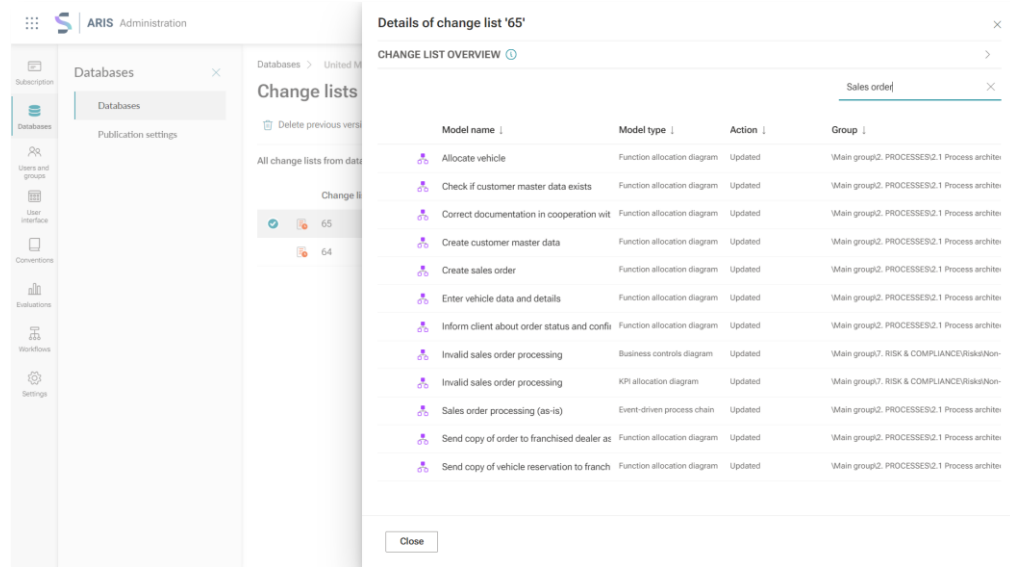 ARIS Administration
Subscription
Databases
Users and
groups
User
interface
Conventions
Evaluations
Workflows
Settings
Databases
Databases
Publication settings
Databases > United M
Change lists
Delete previous versi
All change lists from data
Change li
65
64
Details of change list '65'
CHANGE LIST OVERVIEW
Sales order
Model name ↓ Model type ↓ Action ↓ Group ↓
Allocate vehicle Function allocation diagram Updated \Main group\2. PROCESSES\2.1 Process archite
Check if customer master data exists Function allocation diagram Updated \Main group\2. PROCESSES\2.1 Process archite
Correct documentation in cooperation wit Function allocation diagram Updated \Main group\2. PROCESSES\2.1 Process archite
Create customer master data Function allocation diagram Updated \Main group\2. PROCESSES\2.1 Process archite
Create sales order Function allocation diagram Updated \Main group\2. PROCESSES\2.1 Process archite
Enter vehicle data and details Function allocation diagram Updated \Main group\2. PROCESSES\2.1 Process archite
Inform client about order status and confi Function allocation diagram Updated \Main group\2. PROCESSES\2.1 Process archite
Invalid sales order processing Business controls diagram Updated \Main group\7. RISK & COMPLIANCE\Risks\Non-
Invalid sales order processing KPI allocation diagram Updated \Main group\7. RISK & COMPLIANCE\Risks\Non-
Sales order processing (as-is) Event-driven process chain Updated \Main group\2. PROCESSES\2.1 Process archite
Send copy of order to franchised dealer as Function allocation diagram Updated \Main group\2. PROCESSES\2.1 Process archite
Send copy of vehicle reservation to franch Function allocation diagram Updated \Main group\2. PROCESSES\2.1 Process archite
Close